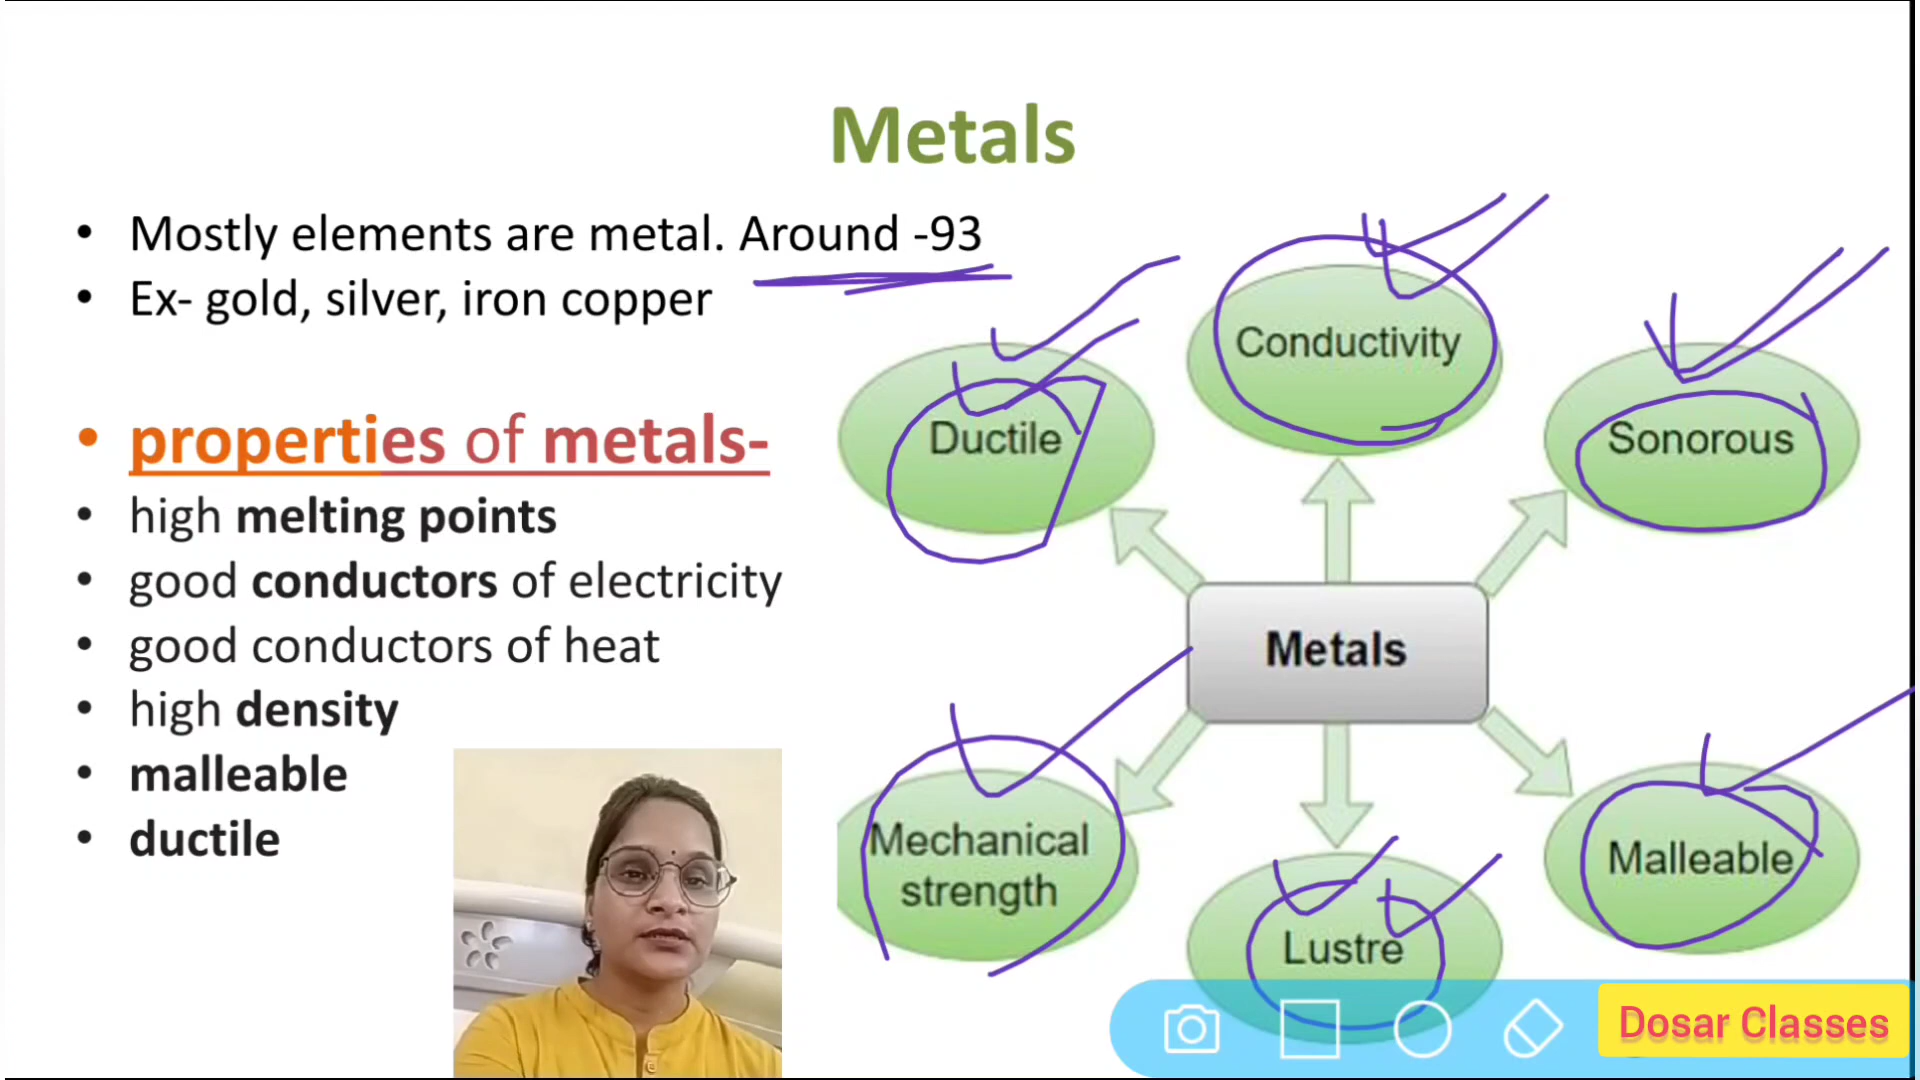 Metals
• Mostly elements are metal. Around -93
• Ex- gold, silver, iron copper
• properties of metals-
• high melting points
• good conductors of electricity
• good conductors of heat
• high density
• malleable
• ductile
Conductivity
Ductile
Sonorous
Metals
Mechanical
strength
Malleable
Lustre
Dosar Classes